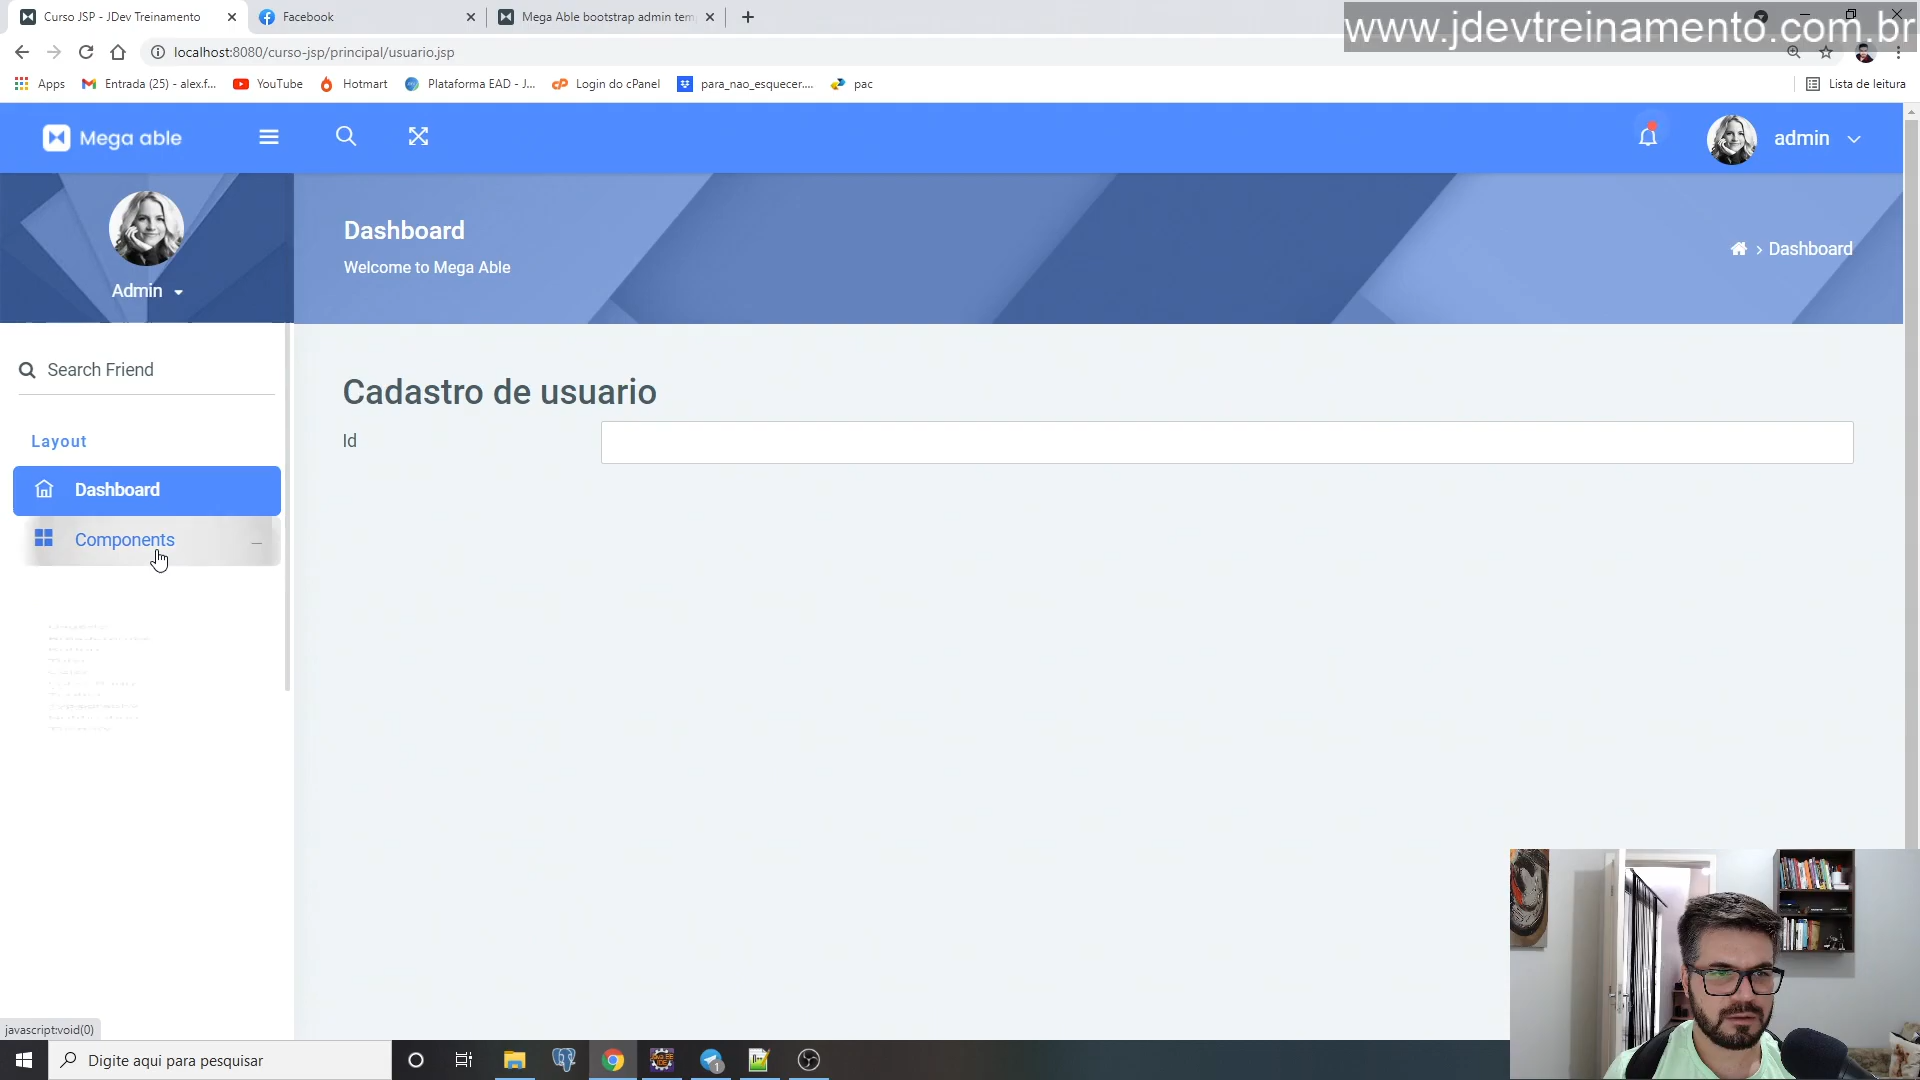 Curso JSP - JDev Treinamento
Facebook
Mega Able bootstrap admin tem
www.jdevtreinamento.com.br
localhost:8080/curso-jsp/principal/usuario.jsp
Apps
Entrada (25) - alex.f...
YouTube
Hotmart
Plataforma EAD - J...
Login do cPanel
para_nao_esquecer....
pac
Lista de leitura
Mega able
admin
Dashboard
Welcome to Mega Able
Dashboard
Admin
Search Friend
Layout
Dashboard
Components
Cadastro de usuario
Id
javascript:void(0)
Digite aqui para pesquisar
1